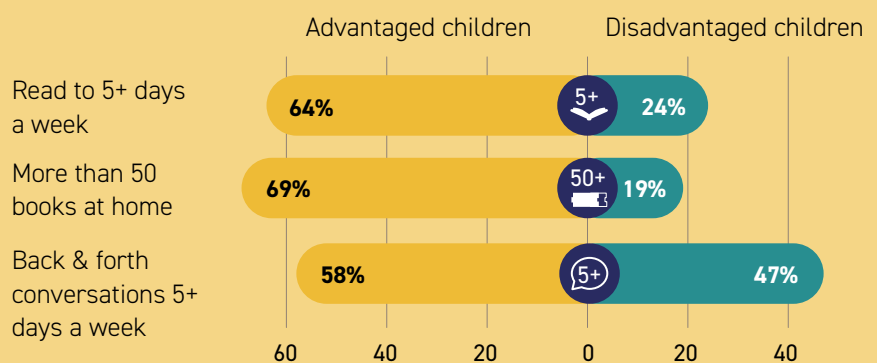 Advantaged children Disadvantaged children
Read to 5+ days
a week
64% 5+ 24%
More than 50
books at home
69% 50+ 19%
Back & forth
conversations 5+
days a week
58% 5+ 47%
60 40 20 0 20 40